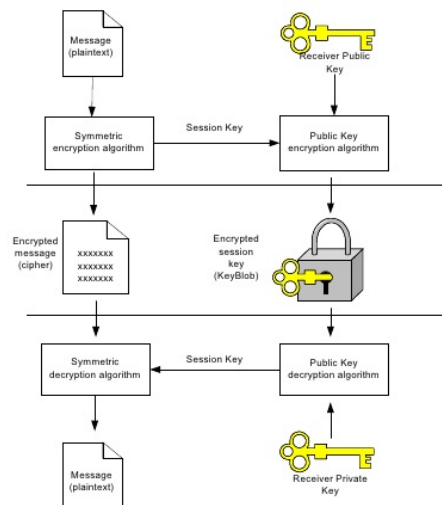 Message
(plaintext)
Receiver Public
Key
Symmetric
encryption algorithm
Session Key
Public Key
encryption algorithm
Encrypted
message
(cipher)
xxxxxxx
xxxxxxx
xxxxxxx
Encrypted
session
key
(KeyBlob)
Symmetric
decryption algorithm
Session Key
Public Key
decryption algorithm
Message
(plaintext)
Receiver Private
Key